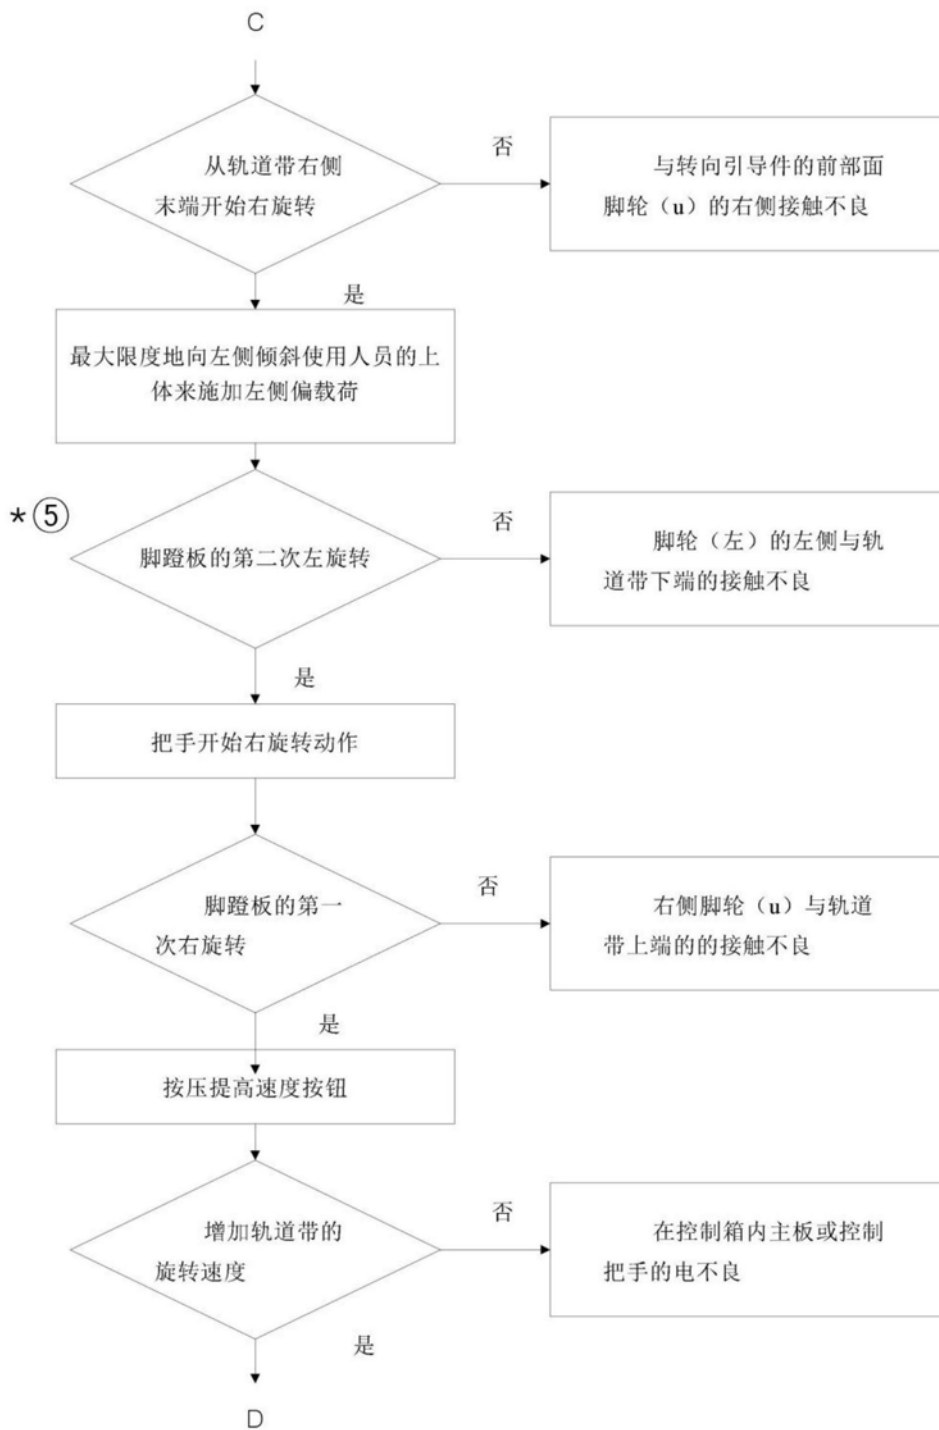 C
从轨道带右侧
末端开始右旋转
否
与转向引导件的前部面
脚轮（u）的右侧接触不良
是
最大限度地向左侧倾斜使用人员的上
体来施加左侧偏载荷
*⑤
脚蹬板的第二次左旋转
否
脚轮（左）的左侧与轨
道带下端的接触不良
是
把手开始右旋转动作
脚蹬板的第一
次右旋转
否
右侧脚轮（u）与轨道
带上端的的接触不良
是
按压提高速度按钮
增加轨道带的
旋转速度
否
在控制箱内主板或控制
把手的电不良
是
D